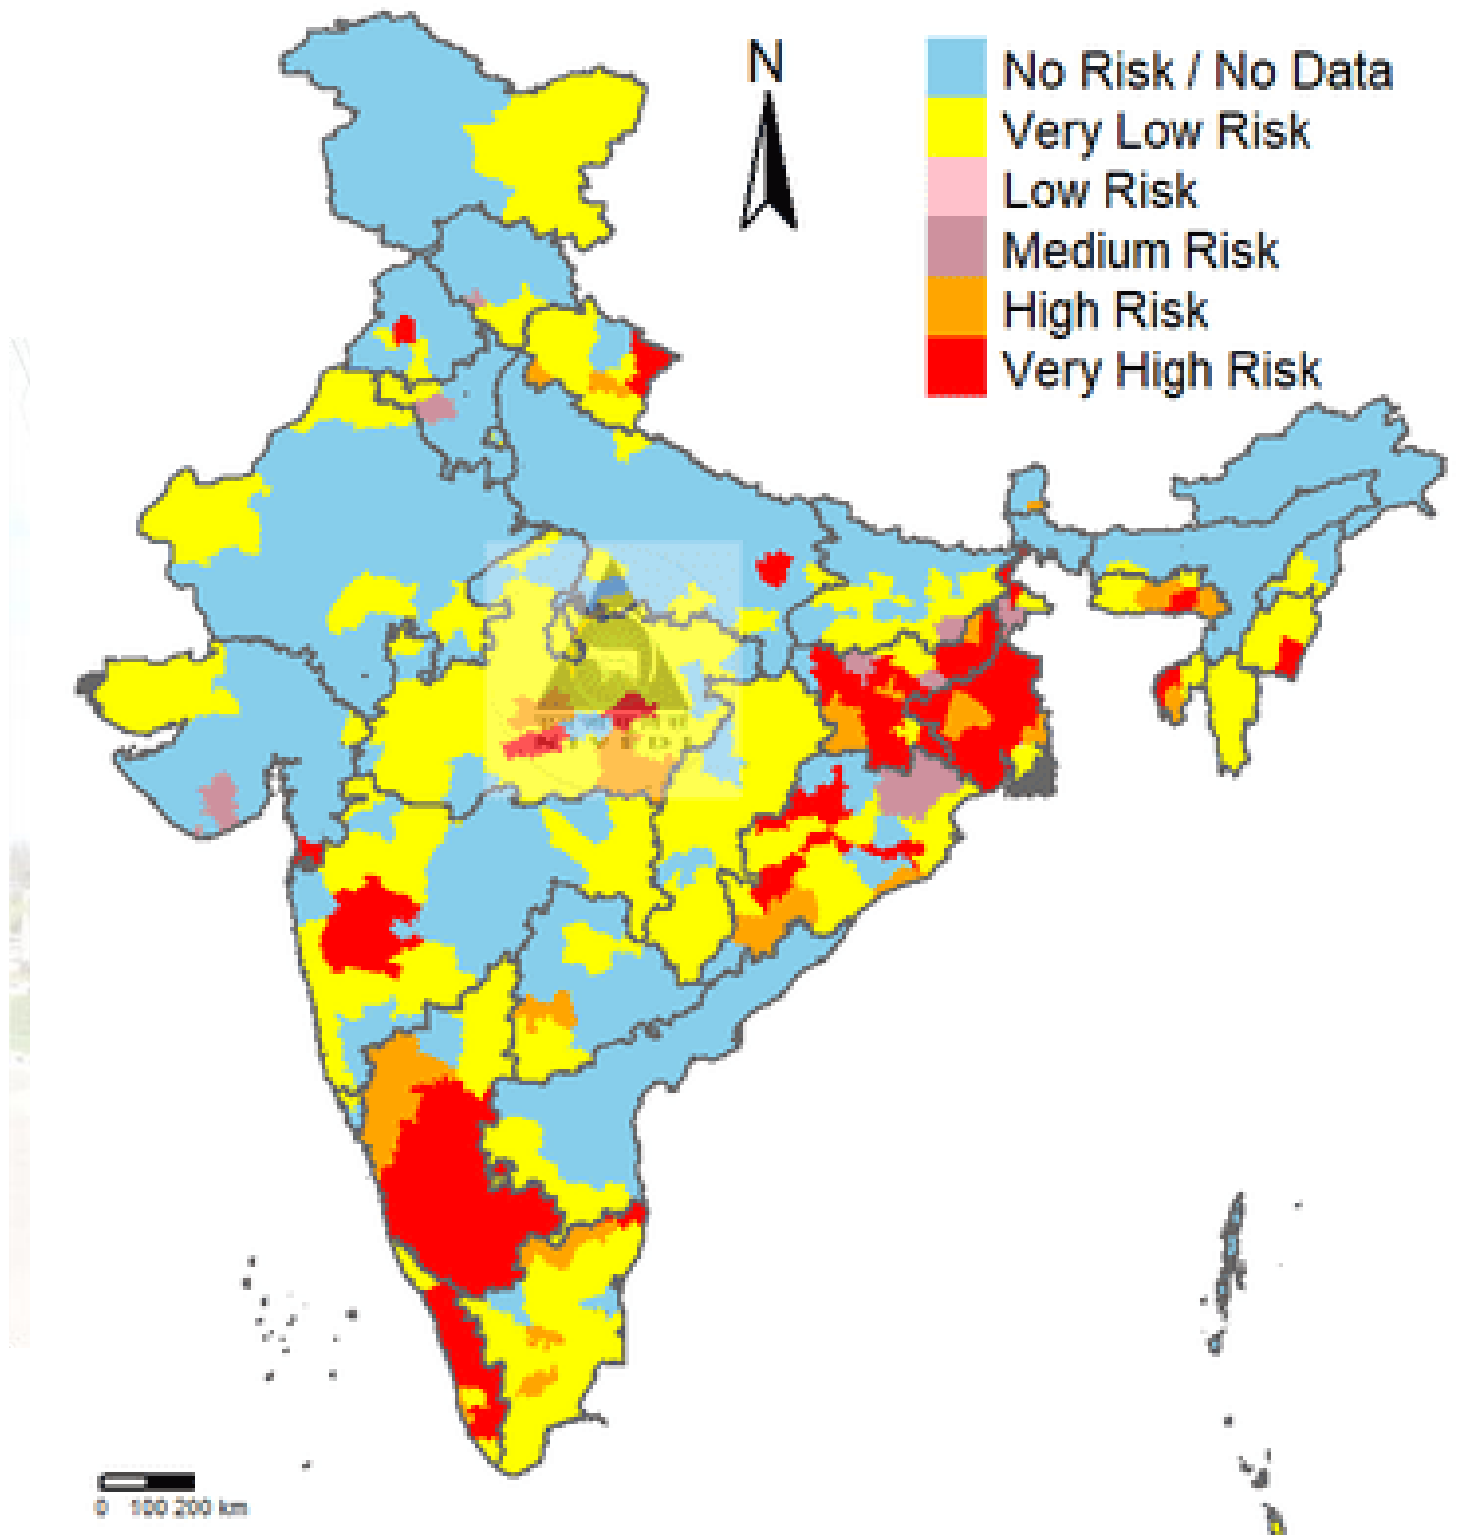 N
No Risk / No Data
Very Low Risk
Low Risk
Medium Risk
High Risk
Very High Risk
NIVEDI
0 100 200 km